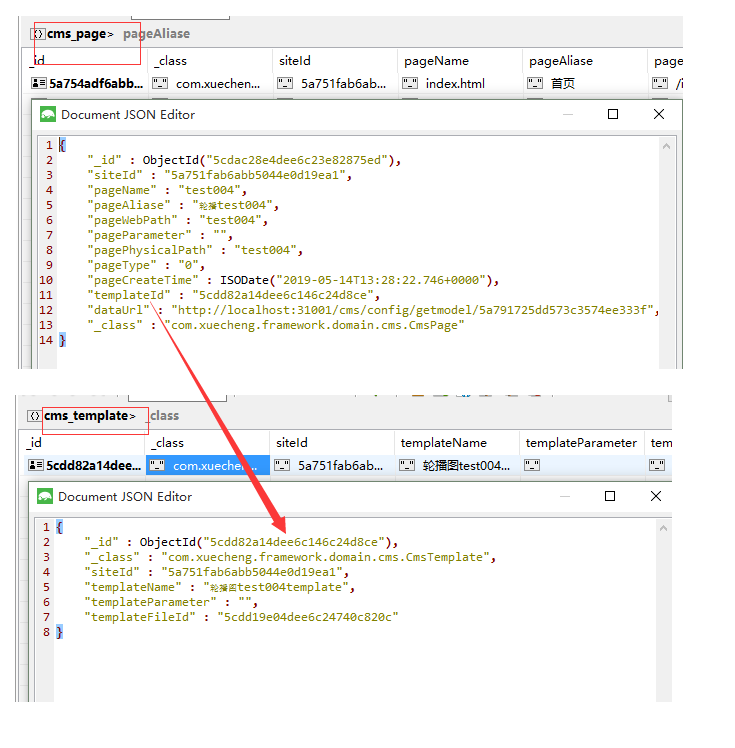 cms_page> pageAliase
_id _class siteId pageName pageAliase page
5a754adf6abb... com.xuechen... 5a751fab6ab... index.html 首页 /i
Document JSON Editor
1 {
2 "_id" : ObjectId("5cdac28e4dee6c23e82875ed"),
3 "siteId" : "5a751fab6abb5044e0d19ea1",
4 "pageName" : "test004",
5 "pageAliase" : "轮播test004",
6 "pageWebPath" : "test004",
7 "pageParameter" : "",
8 "pagePhysicalPath" : "test004",
9 "pageType" : "0",
10 "pageCreateTime" : ISODate("2019-05-14T13:28:22.746+0000"),
11 "templateId" : "5cdd82a14dee6c146c24d8ce",
12 "dataUrl" : "http://localhost:31001/cms/config/getmodel/5a791725dd573c3574ee333f",
13 "_class" : "com.xuecheng.framework.domain.cms.CmsPage"
14 }
cms_template> _class
_id _class siteId templateName templateParameter tem
5cdd82a14dee... com.xuechen... 5a751fab6ab... 轮播图test004...
Document JSON Editor
1 {
2 "_id" : ObjectId("5cdd82a14dee6c146c24d8ce"),
3 "_class" : "com.xuecheng.framework.domain.cms.CmsTemplate",
4 "siteId" : "5a751fab6abb5044e0d19ea1",
5 "templateName" : "轮播图test004template",
6 "templateParameter" : "",
7 "templateFileId" : "5cdd19e04dee6c24740c820c"
8 }